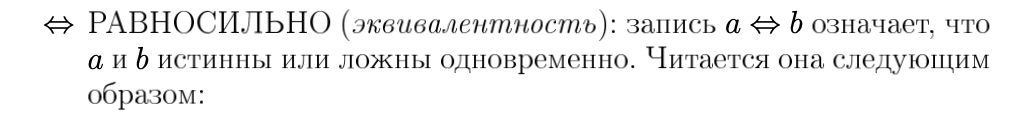 ⇔ РАВНОСИЛЬНО (эквивалентность): запись a ⇔ b означает, что
a и b истинны или ложны одновременно. Читается она следующим
образом: